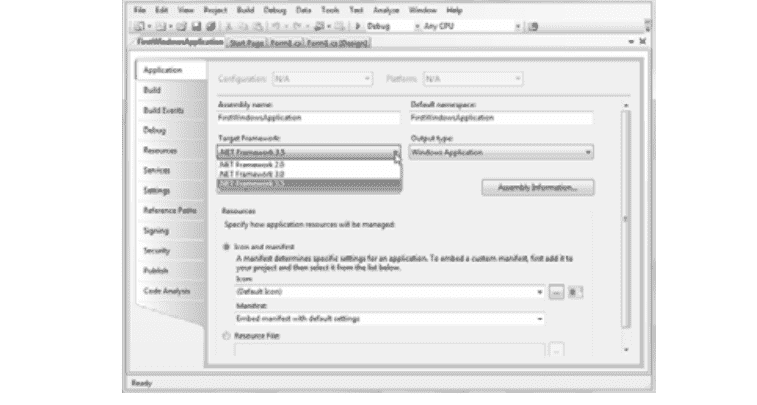 File Edit View Project Build Debug Data Tools Test Analyze Window Help
Debug Any CPU
FirstWindowsApplication Start Page Form1.cs Form1.cs [Design]
Application
Build
Build Events
Debug
Resources
Services
Settings
Reference Paths
Signing
Security
Publish
Code Analysis
Configuration: N/A Platform: N/A
Assembly name: Default namespace:
FirstWindowsApplication FirstWindowsApplication
Target Framework: Output type:
.NET Framework 3.5 Windows Application
.NET Framework 2.0
.NET Framework 3.0
.NET Framework 3.5
Assembly Information...
Resources
Specify how application resources will be managed:
Icon and manifest
A manifest determines specific settings for an application. To embed a custom manifest, first add it to
your project and then select it from the list below.
Icon:
(Default Icon) ...
Manifest:
Embed manifest with default settings
Resource File:
...
Ready